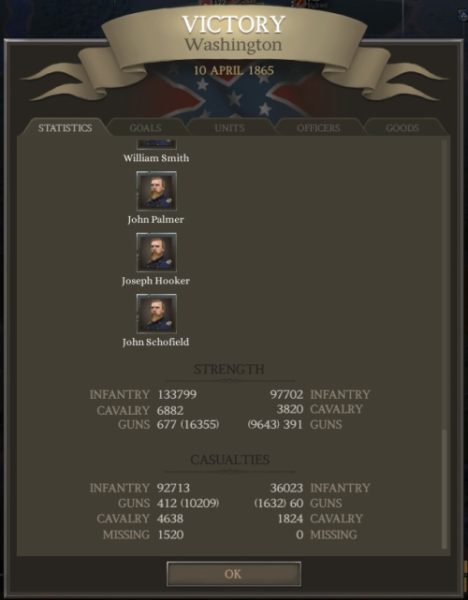 VICTORY
Washington
10 APRIL 1865
STATISTICS GOALS UNITS OFFICERS GOODS
William Smith
John Palmer
Joseph Hooker
John Schofield
STRENGTH
INFANTRY 133799 97702 INFANTRY
CAVALRY 6882 3820 CAVALRY
GUNS 677 (16355) (9643) 391 GUNS
CASUALTIES
INFANTRY 92713 36023 INFANTRY
GUNS 412 (10209) (1632) 60 GUNS
CAVALRY 4638 1824 CAVALRY
MISSING 1520 0 MISSING
OK